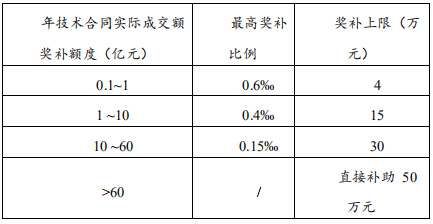 年技术合同实际成交额 最高奖补 奖补上限（万
奖补额度（亿元） 比例 元）
0.1~1 0.6‰ 4
1 ~10 0.4‰ 15
10 ~60 0.15‰ 30
>60 / 直接补助 50
万元